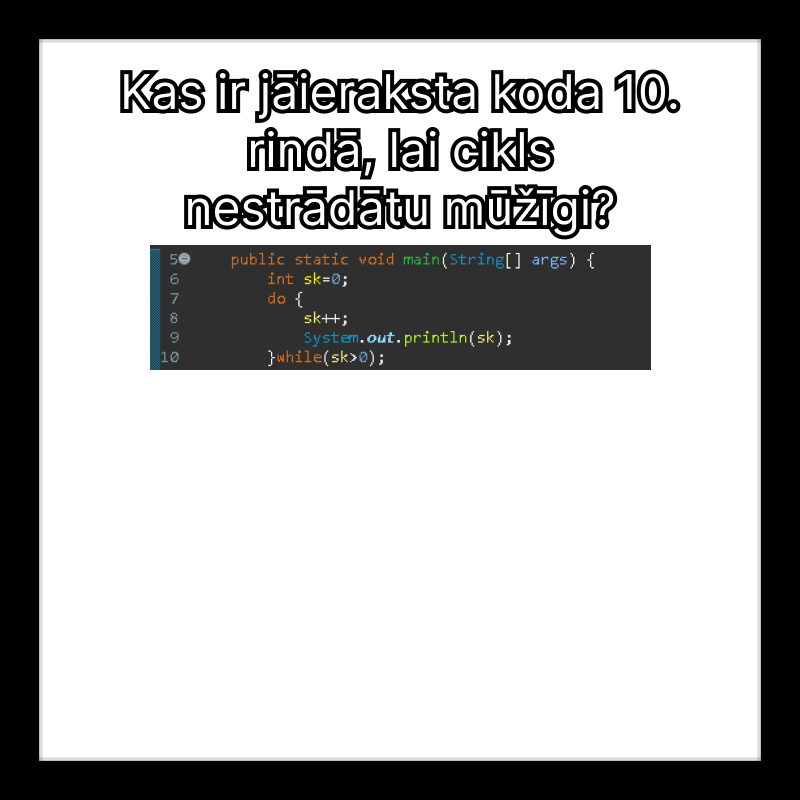 Kas ir jāieraksta koda 10.
rindā, lai cikls
nestrādātu mūžīgi?
5 public static void main(String[] args) {
6 int sk=0;
7 do {
8 sk++;
9 System.out.println(sk);
10 }while(sk>0);